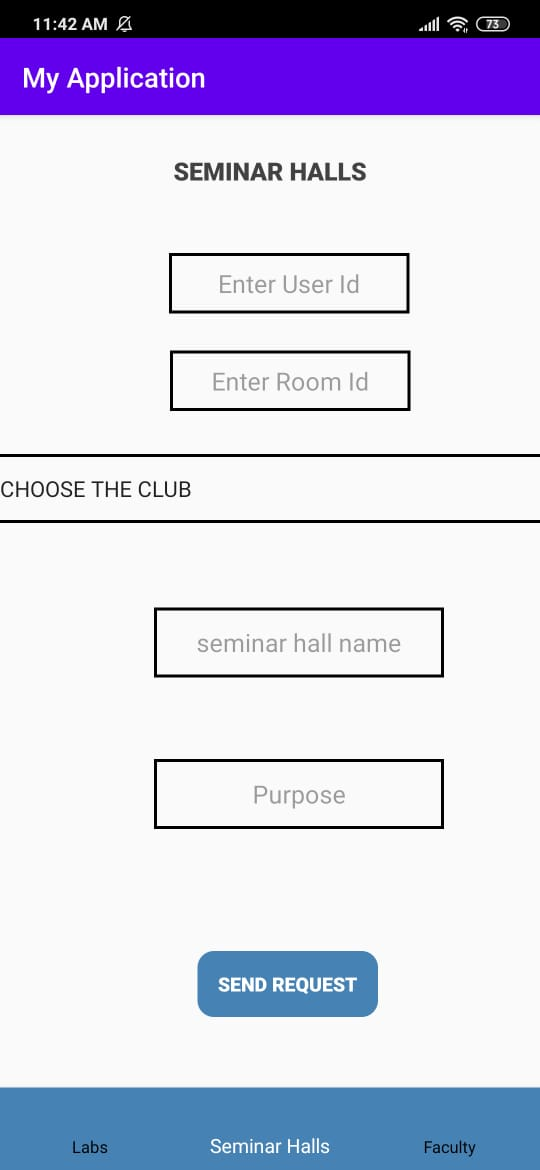 11:42 AM
73
My Application
SEMINAR HALLS
Enter User Id
Enter Room Id
CHOOSE THE CLUB
seminar hall name
Purpose
SEND REQUEST
Labs Seminar Halls Faculty